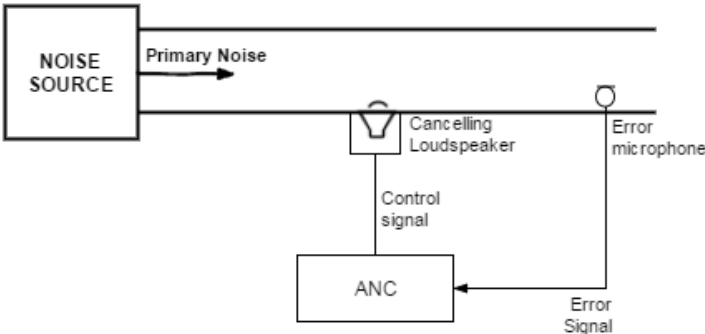 NOISE
SOURCE
Primary Noise
Cancelling
Loudspeaker
Error
microphone
Control
signal
ANC
Error
Signal